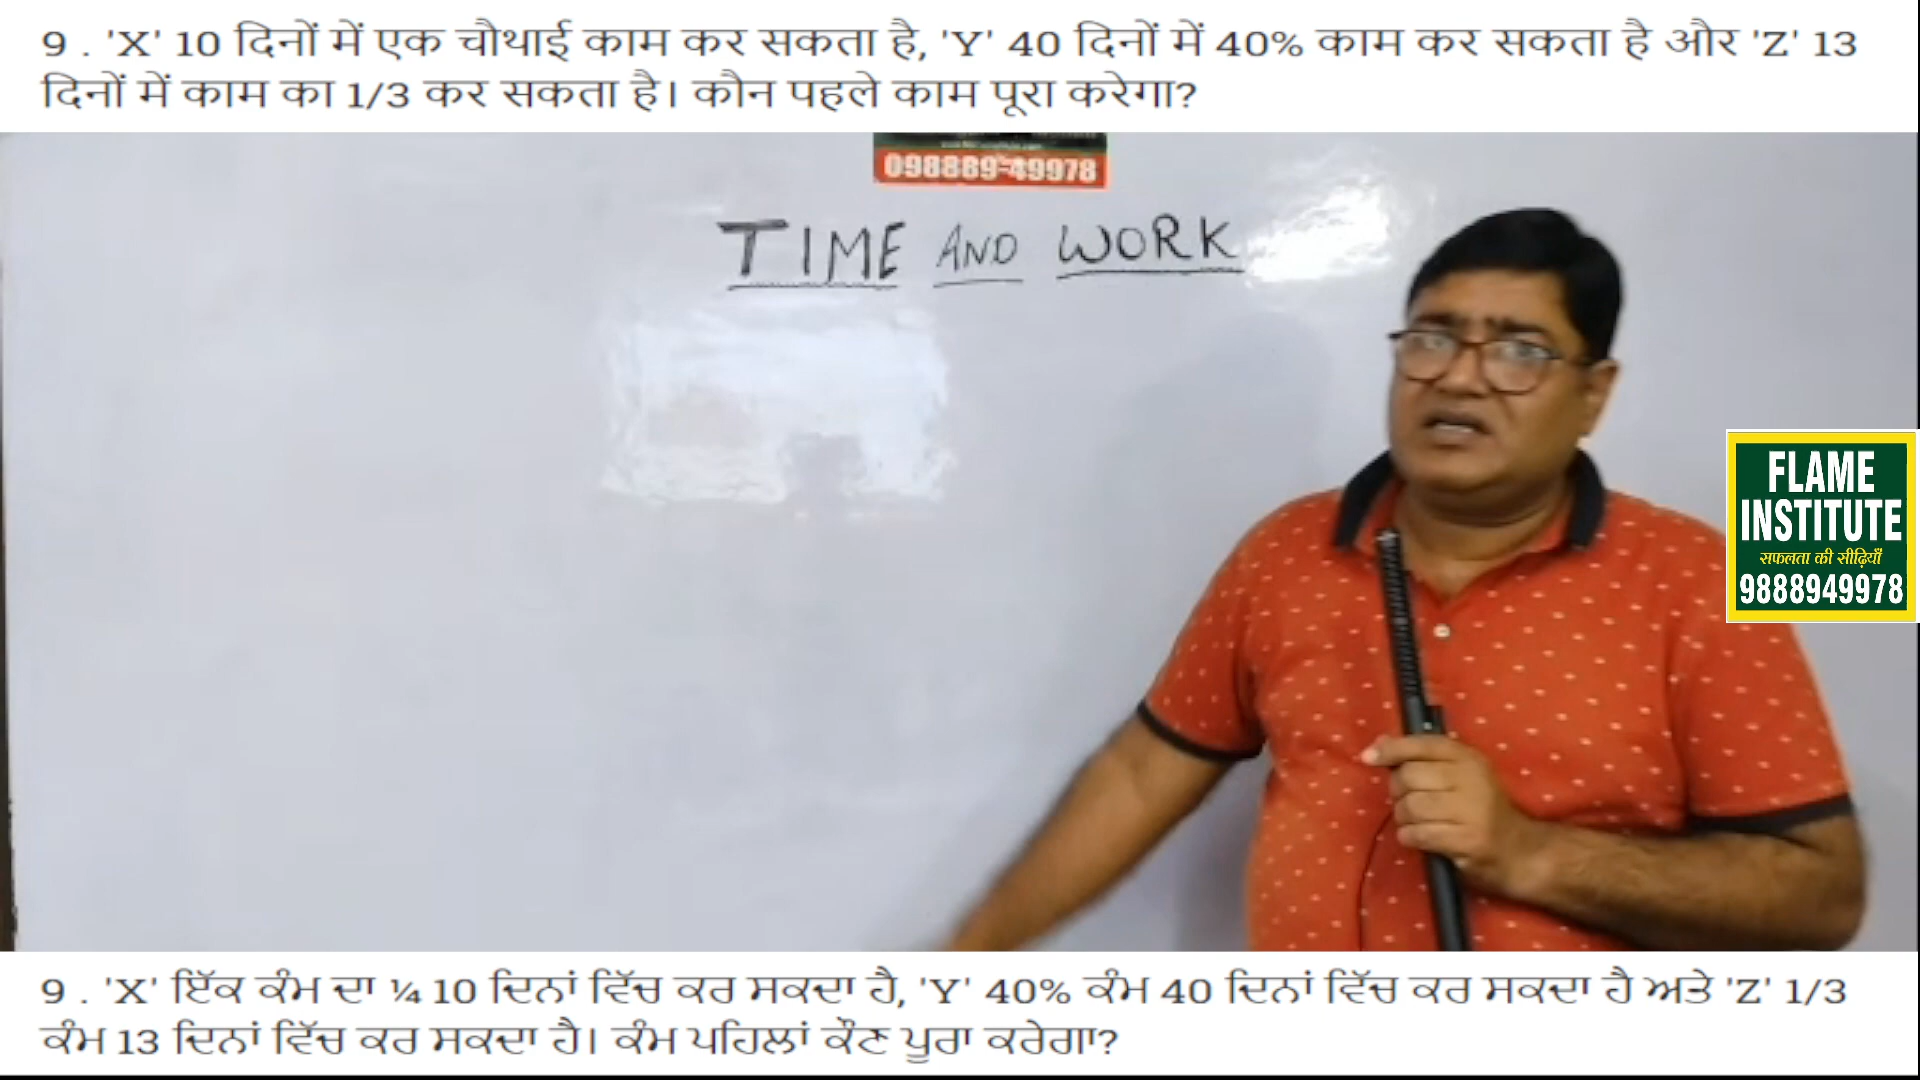 9 . 'X' 10 दिनों में एक चौथाई काम कर सकता है, 'Y' 40 दिनों में 40% काम कर सकता है और 'Z' 13
दिनों में काम का 1/3 कर सकता है। कौन पहले काम पूरा करेगा?
098889-49978
TIME AND WORK
FLAME
INSTITUTE
सफलता की सीढ़ियाँ
9888949978
9 . 'X' ਇੱਕ ਕੰਮ ਦਾ ¼ 10 ਦਿਨਾਂ ਵਿੱਚ ਕਰ ਸਕਦਾ ਹੈ, 'Y' 40% ਕੰਮ 40 ਦਿਨਾਂ ਵਿੱਚ ਕਰ ਸਕਦਾ ਹੈ ਅਤੇ 'Z' 1/3
ਕੰਮ 13 ਦਿਨਾਂ ਵਿੱਚ ਕਰ ਸਕਦਾ ਹੈ। ਕੰਮ ਪਹਿਲਾਂ ਕੌਣ ਪੂਰਾ ਕਰੇਗਾ?